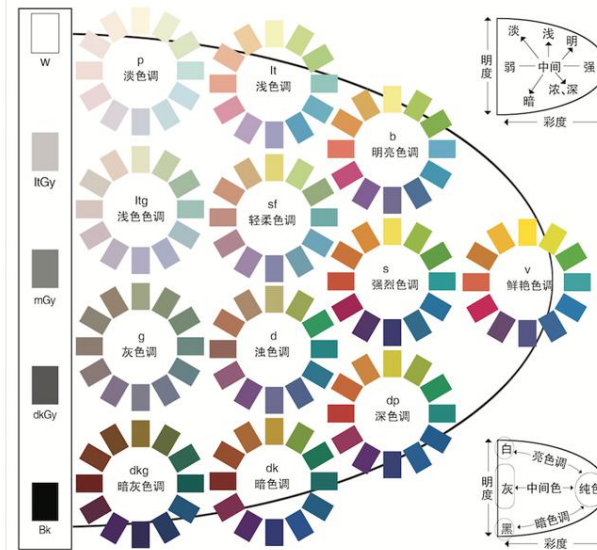 W
ltGy
mGy
dkGy
Bk
p
淡色调
lt
浅色调
b
明亮色调
ltg
浅色色调
sf
轻柔色调
s
强烈色调
v
鲜艳色调
g
灰色调
d
浊色调
dp
深色调
dkg
暗灰色调
dk
暗色调
明度
淡
浅
明
弱
中间
强
浓、深
暗
彩度
明度
白
亮色调
灰
中间色
纯色
暗色调
黑
彩度